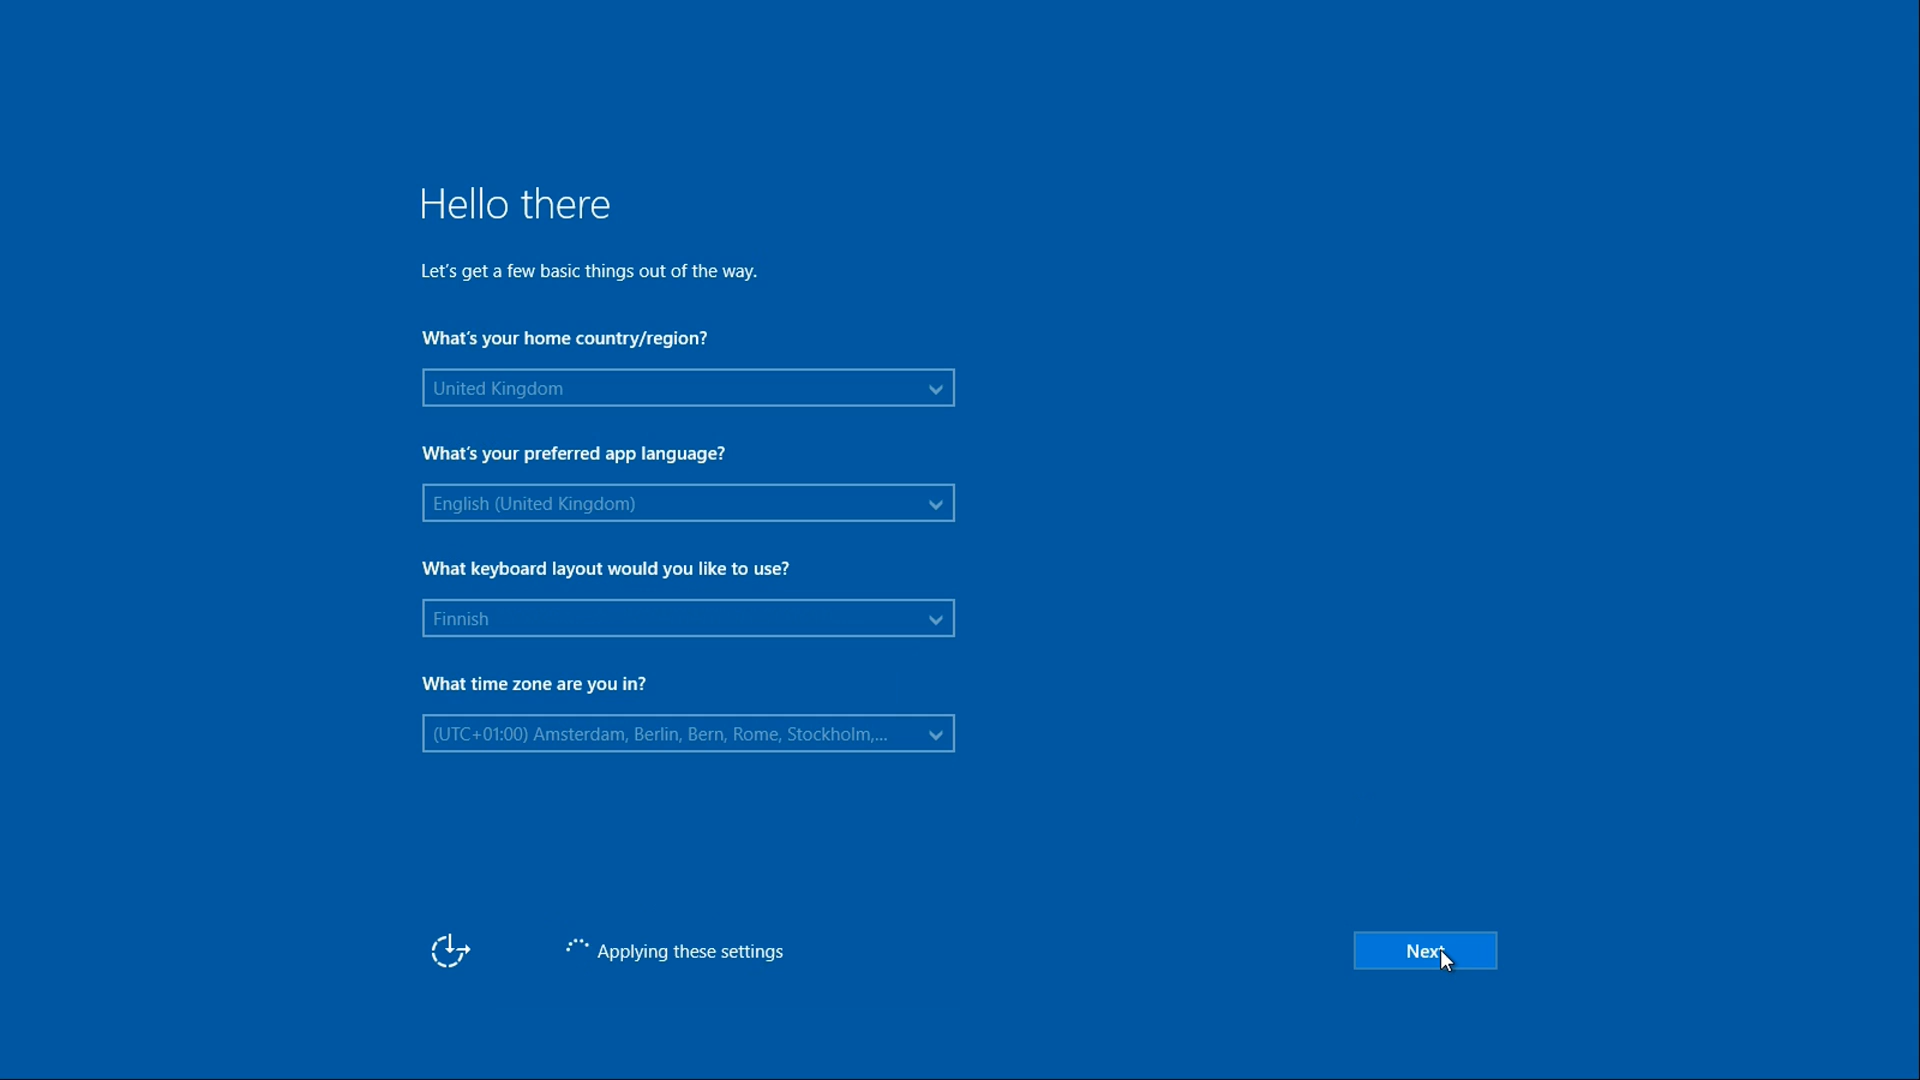 Hello there
Let's get a few basic things out of the way.
What's your home country/region?
United Kingdom
What's your preferred app language?
English (United Kingdom)
What keyboard layout would you like to use?
Finnish
What time zone are you in?
(UTC+01:00) Amsterdam, Berlin, Bern, Rome, Stockholm,...
Applying these settings
Next